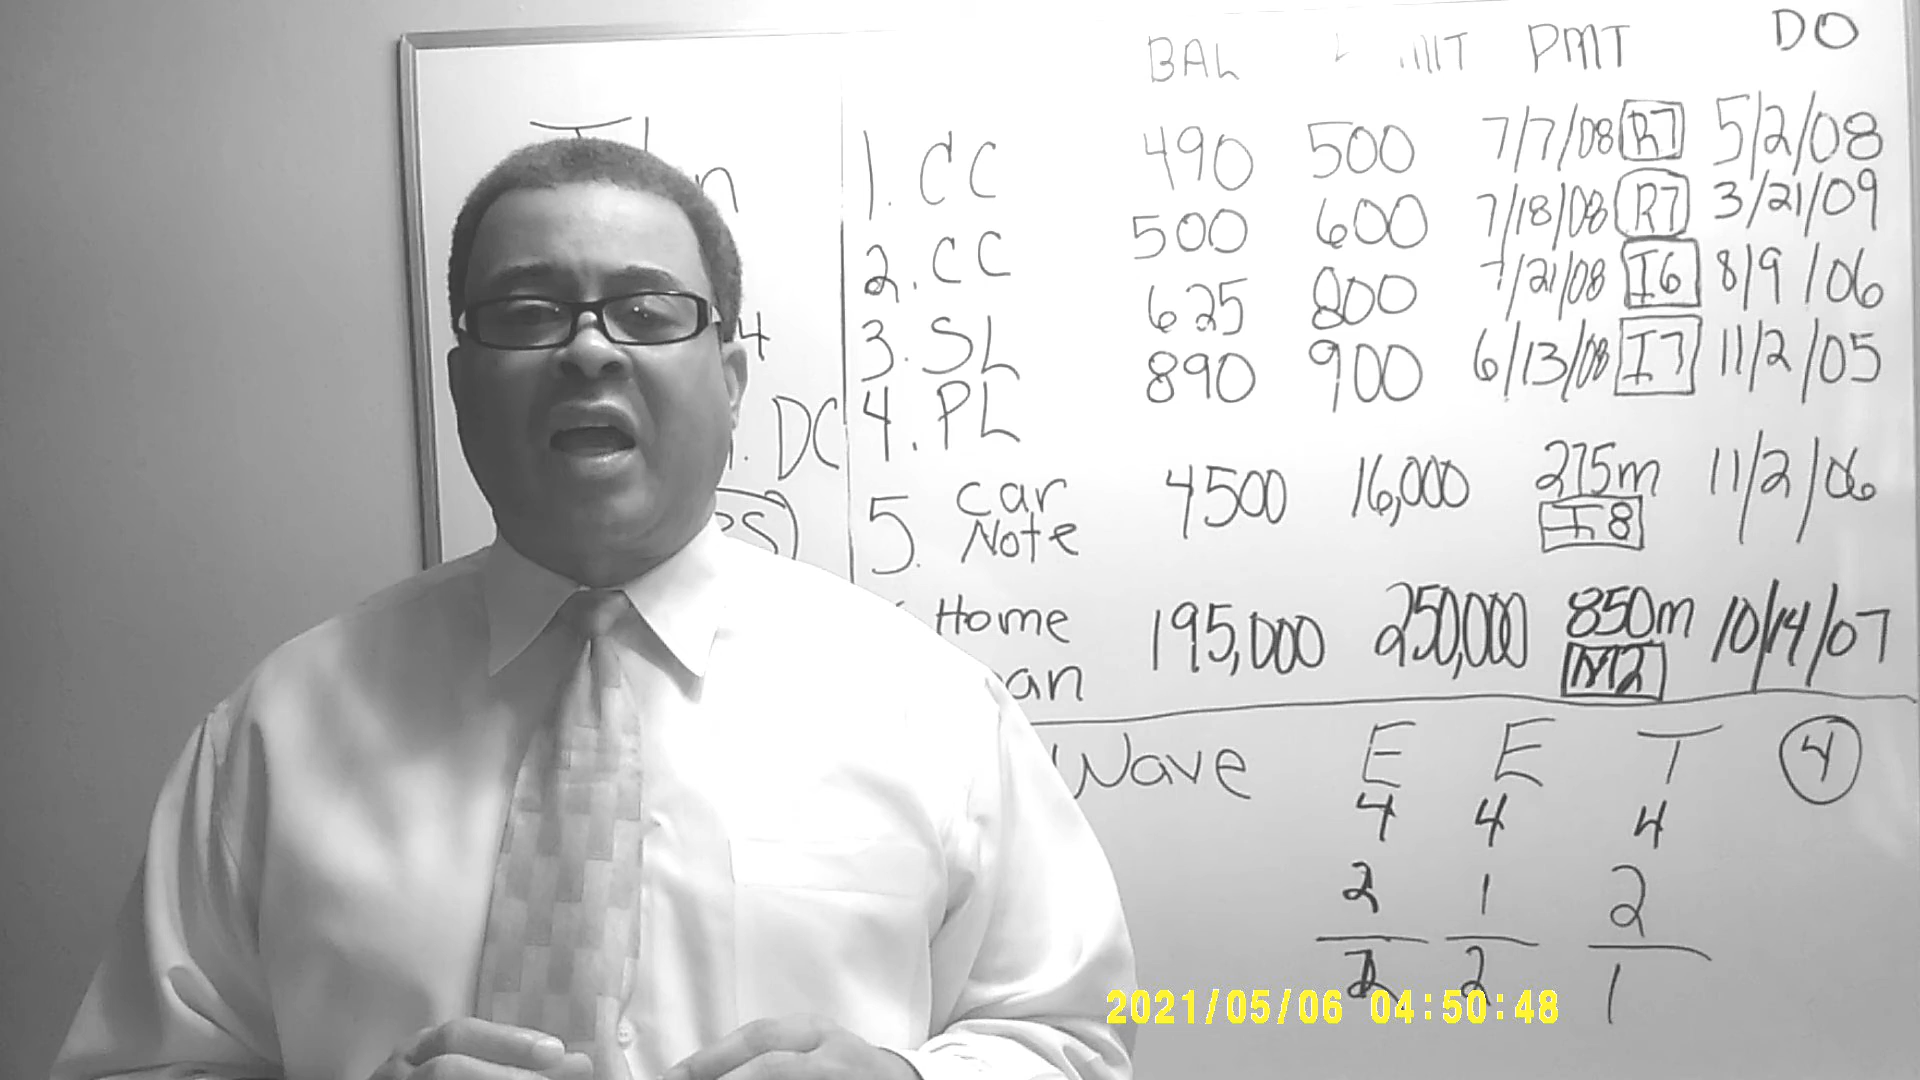 BAL PMT DO
1. CC 490 500 7/7/08 R7 5/2/08
2. CC 500 600 7/18/08 R7 3/21/09
3. SL 625 800 7/21/08 I6 8/9/06
4. PL 890 900 6/13/08 I7 11/2/05
5. Car Note 4500 16,000 275m I8 11/2/06
Home 195,000 250,000 850m M2 10/14/07
4
DC
Wave E E T 4
4 4 4
2 1 2
2 1
2021/05/06 04:50:48